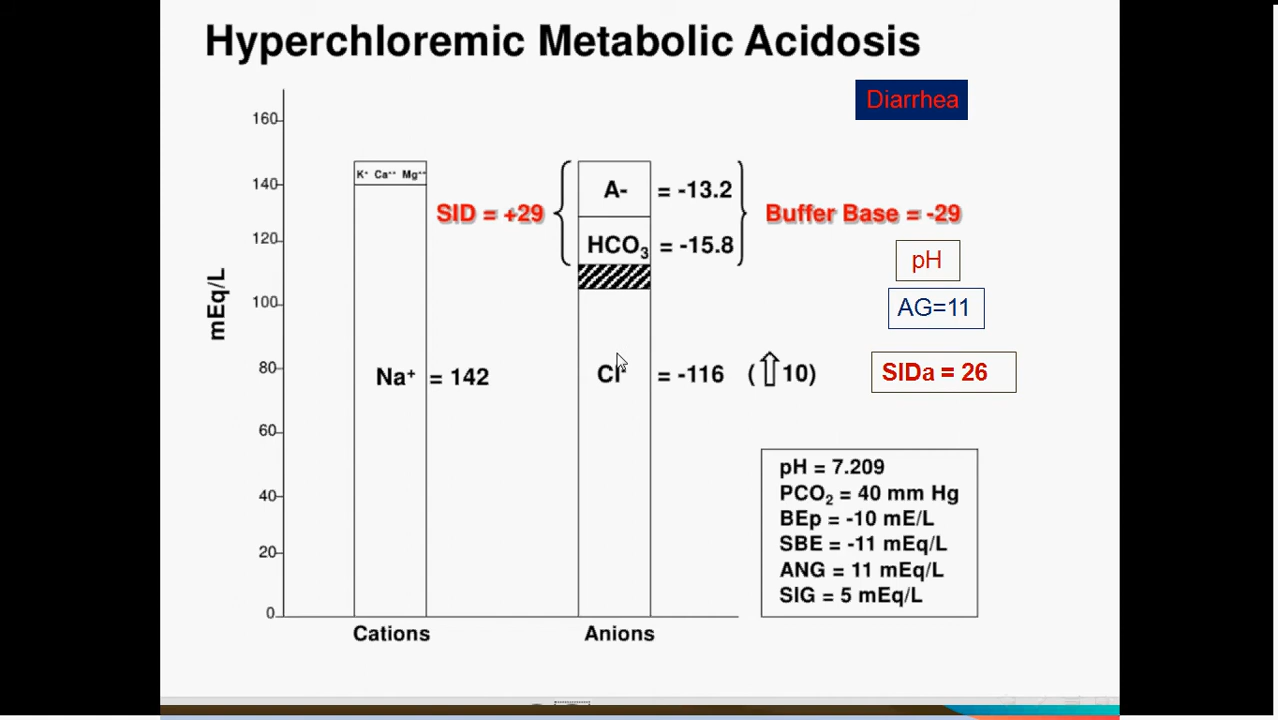 Hyperchloremic Metabolic Acidosis
Diarrhea
160
140
120
100
80
60
40
20
0
mEq/L
K⁺ Ca⁺⁺ Mg⁺⁺
SID = +29
A- = -13.2
HCO₃ = -15.8
Buffer Base = -29
pH
AG=11
Na⁺ = 142
Cl⁻ = -116 (⇧10)
SIDa = 26
pH = 7.209
PCO₂ = 40 mm Hg
BEp = -10 mE/L
SBE = -11 mEq/L
ANG = 11 mEq/L
SIG = 5 mEq/L
Cations
Anions